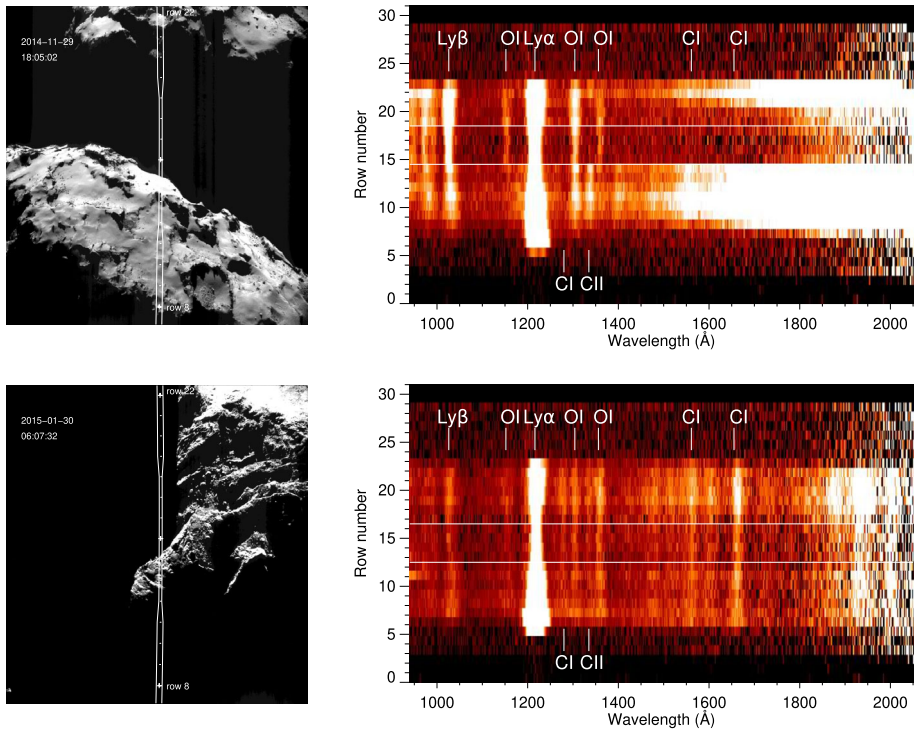 row 22
2014-11-29
18:05:02
row 8
30
25
20
15
10
5
0
Row number
Lyβ OI Lyα OI OI CI CI
CI CII
1000 1200 1400 1600 1800 2000
Wavelength (Å)
row 22
2015-01-30
06:07:32
row 8
30
25
20
15
10
5
0
Row number
Lyβ OI Lyα OI OI CI CI
CI CII
1000 1200 1400 1600 1800 2000
Wavelength (Å)